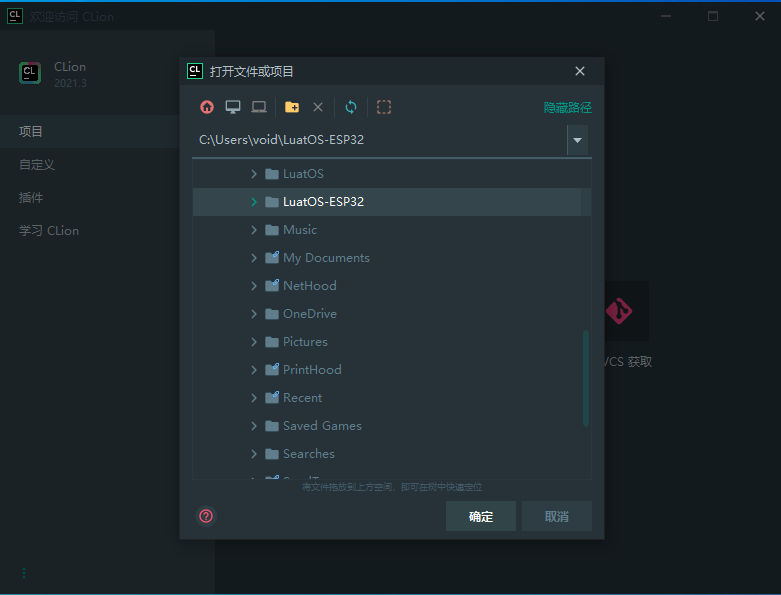 CL 欢迎访问 CLion
CL CLion
2021.3
项目
自定义
插件
学习 CLion
VCS 获取
CL 打开文件或项目
隐藏路径
C:\Users\void\LuatOS-ESP32
LuatOS
LuatOS-ESP32
Music
My Documents
NetHood
OneDrive
Pictures
PrintHood
Recent
Saved Games
Searches
将文件拖放到上方空间，即可在树中快速定位
?
确定
取消